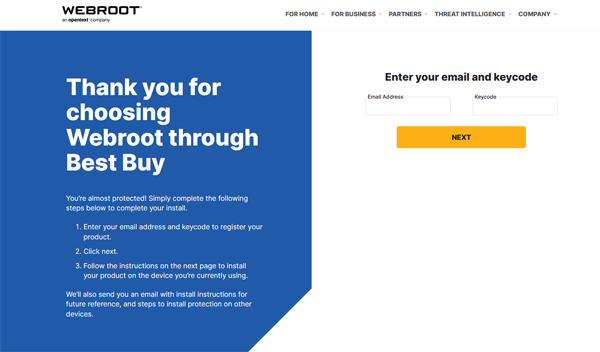 WEBROOT
an opentext company
FOR HOME
FOR BUSINESS
PARTNERS
THREAT INTELLIGENCE
COMPANY
Thank you for
choosing
Webroot through
Best Buy
You're almost protected! Simply complete the following
steps below to complete your install.
1. Enter your email address and keycode to register your
product.
2. Click next.
3. Follow the instructions on the next page to install
your product on the device you're currently using.
We'll also send you an email with install instructions for
future reference, and steps to install protection on other
devices.
Enter your email and keycode
Email Address
Keycode
NEXT